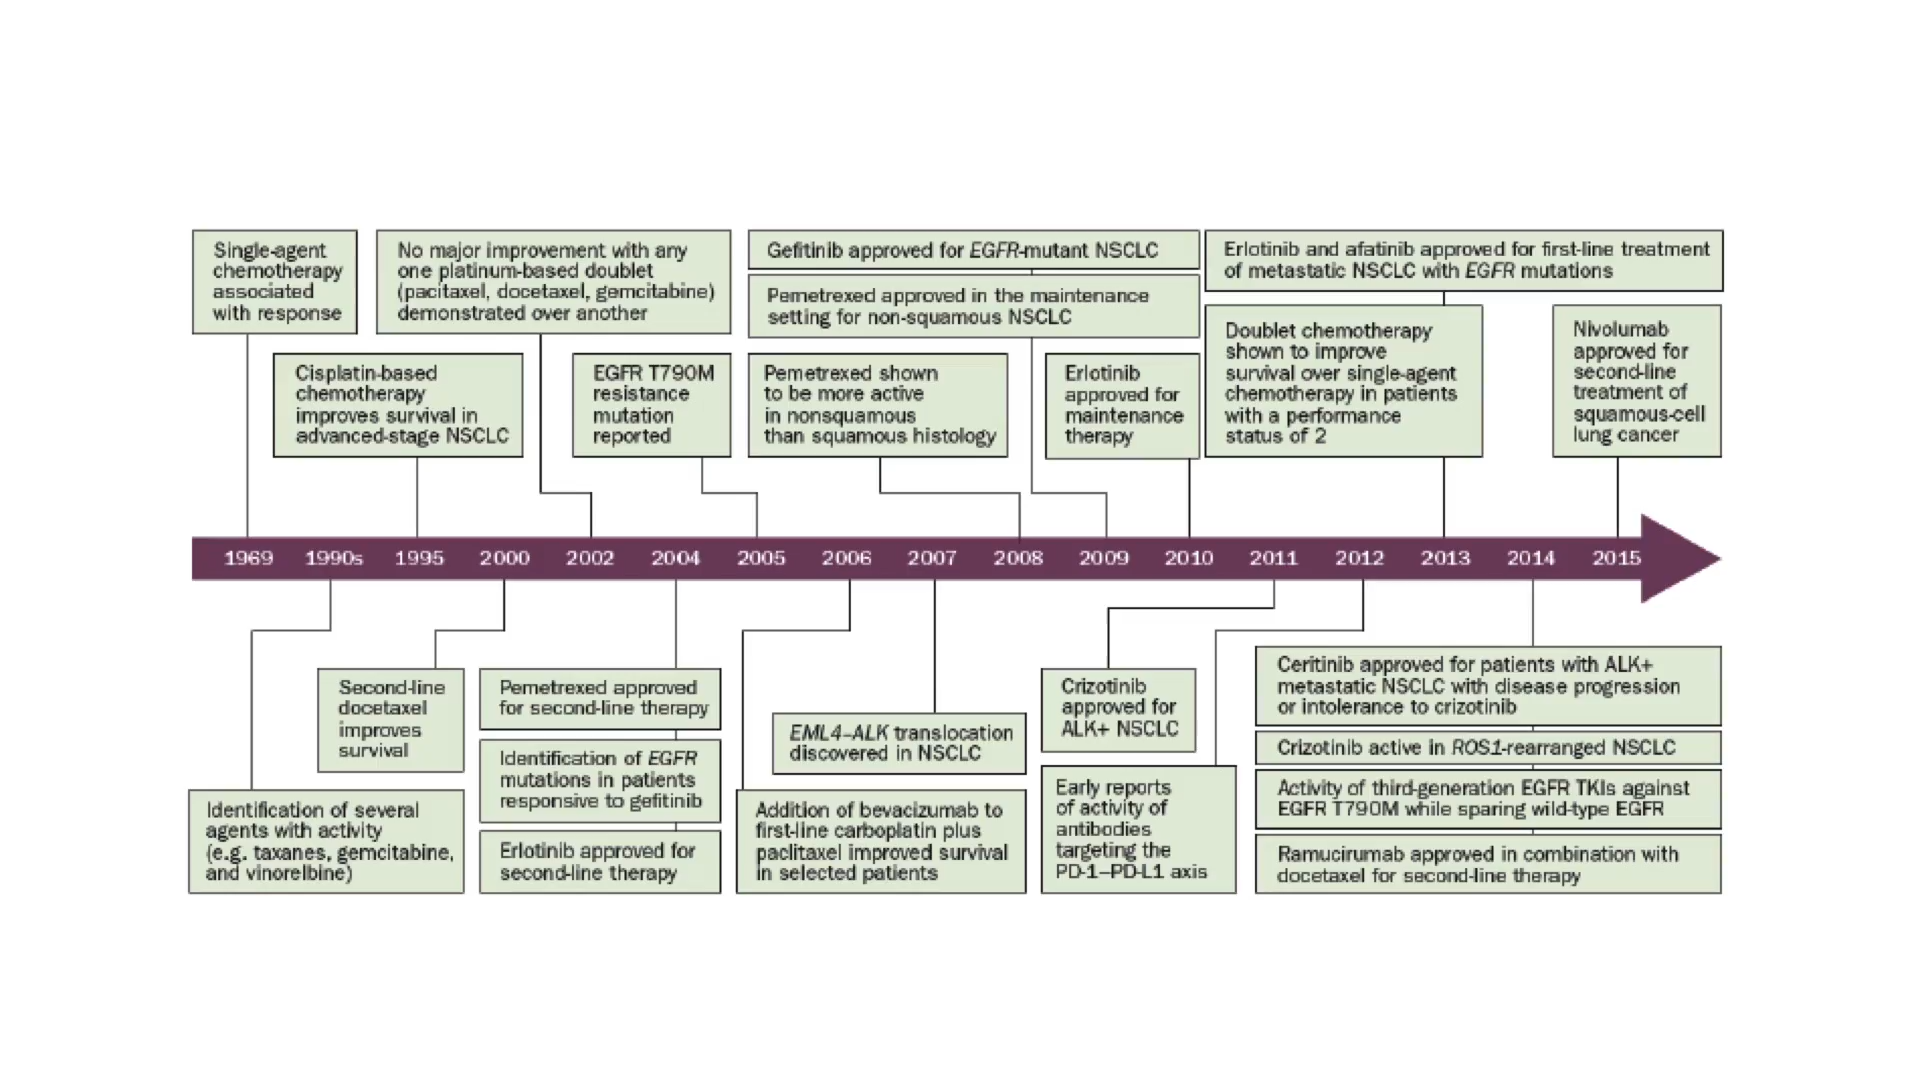 Single-agent
chemotherapy
associated
with response
No major improvement with any
one platinum-based doublet
(pacitaxel, docetaxel, gemcitabine)
demonstrated over another
Gefitinib approved for EGFR-mutant NSCLC
Pemetrexed approved in the maintenance
setting for non-squamous NSCLC
Erlotinib and afatinib approved for first-line treatment
of metastatic NSCLC with EGFR mutations
Cisplatin-based
chemotherapy
improves survival in
advanced-stage NSCLC
EGFR T790M
resistance
mutation
reported
Pemetrexed shown
to be more active
in nonsquamous
than squamous histology
Erlotinib
approved for
maintenance
therapy
Doublet chemotherapy
shown to improve
survival over single-agent
chemotherapy in patients
with a performance
status of 2
Nivolumab
approved for
second-line
treatment of
squamous-cell
lung cancer
1969 1990s 1995 2000 2002 2004 2005 2006 2007 2008 2009 2010 2011 2012 2013 2014 2015
Identification of several
agents with activity
(e.g. taxanes, gemcitabine,
and vinorelbine)
Second-line
docetaxel
improves
survival
Pemetrexed approved
for second-line therapy
Identification of EGFR
mutations in patients
responsive to gefitinib
Erlotinib approved for
second-line therapy
EML4–ALK translocation
discovered in NSCLC
Addition of bevacizumab to
first-line carboplatin plus
paclitaxel improved survival
in selected patients
Crizotinib
approved for
ALK+ NSCLC
Early reports
of activity of
antibodies
targeting the
PD-1–PD-L1 axis
Ceritinib approved for patients with ALK+
metastatic NSCLC with disease progression
or intolerance to crizotinib
Crizotinib active in ROS1-rearranged NSCLC
Activity of third-generation EGFR TKIs against
EGFR T790M while sparing wild-type EGFR
Ramucirumab approved in combination with
docetaxel for second-line therapy